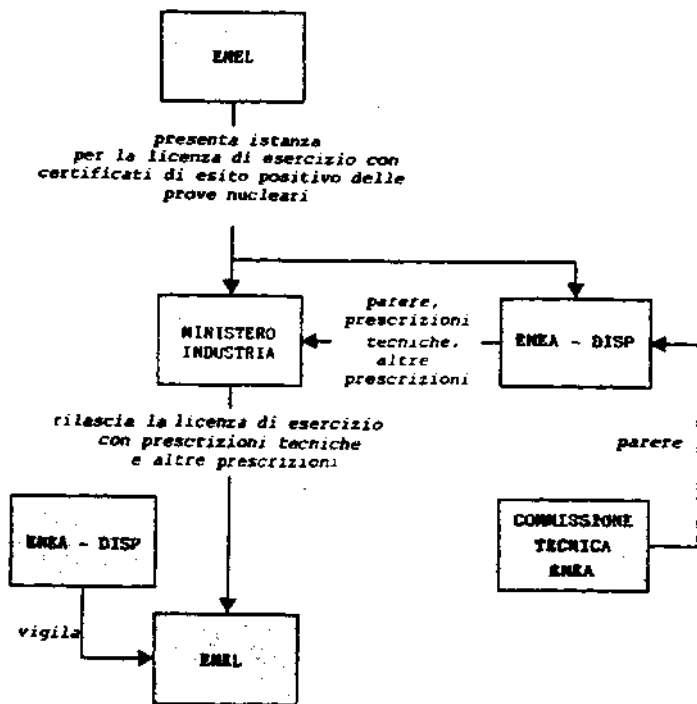 ENEL
presenta istanza
per la licenza di esercizio con
certificati di esito positivo delle
prove nucleari
MINISTERO
INDUSTRIA
parere,
prescrizioni
tecniche,
altre
prescrizioni
ENEA - DISP
rilascia la licenza di esercizio
con prescrizioni tecniche
e altre prescrizioni
parere
ENEA - DISP
COMMISSIONE
TECNICA
ENEA
vigila
ENEL